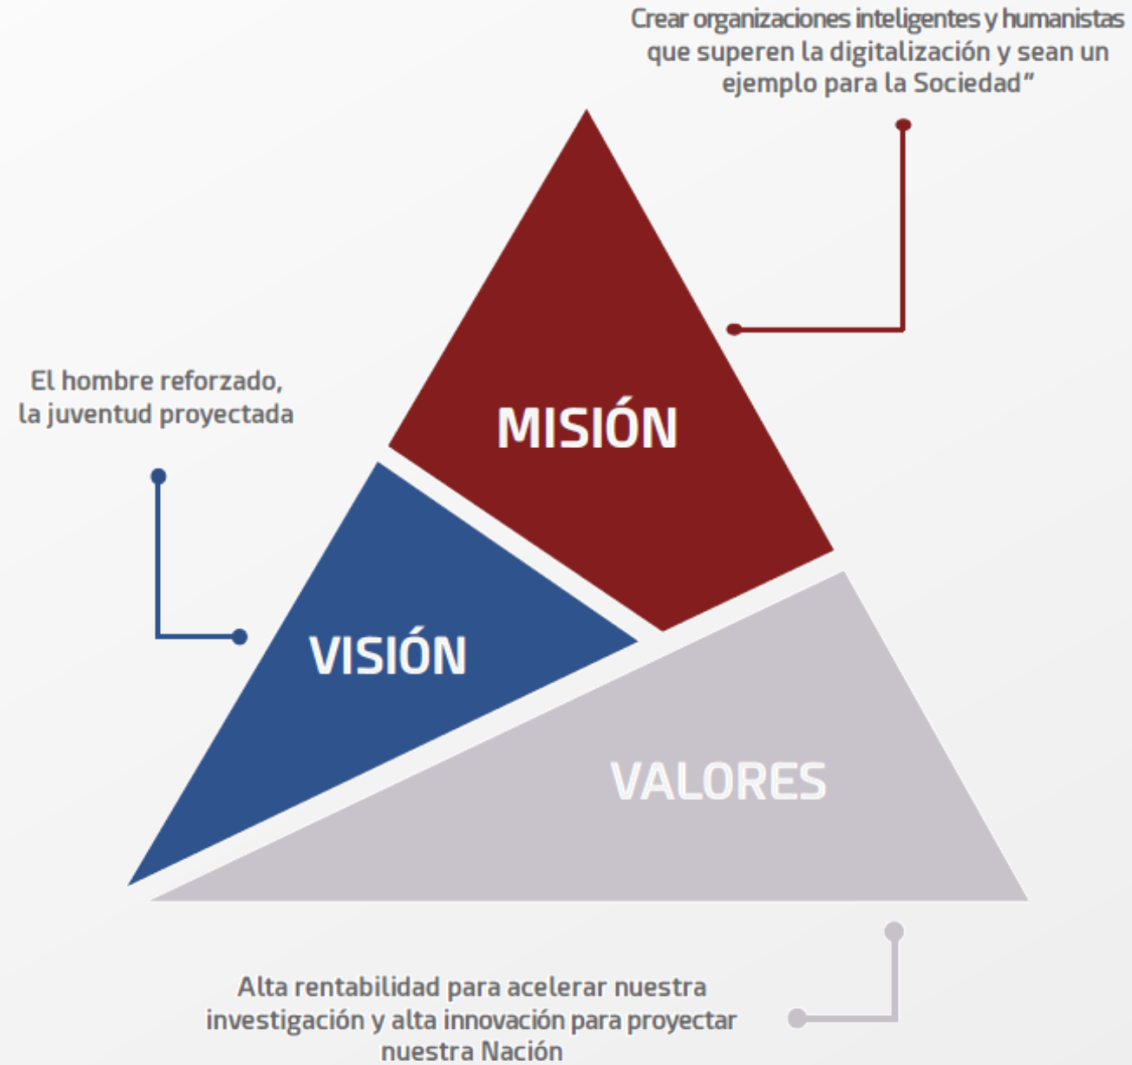 Crear organizaciones inteligentes y humanistas
que superen la digitalización y sean un
ejemplo para la Sociedad”
MISIÓN
El hombre reforzado,
la juventud proyectada
VISIÓN
VALORES
Alta rentabilidad para acelerar nuestra
investigación y alta innovación para proyectar
nuestra Nación